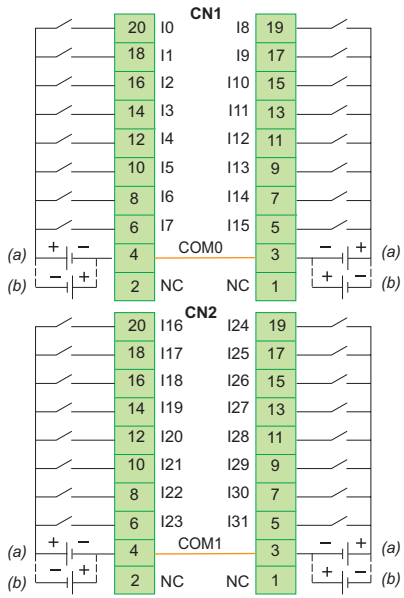 CN1
20 I0 I8 19
18 I1 I9 17
16 I2 I10 15
14 I3 I11 13
12 I4 I12 11
10 I5 I13 9
8 I6 I14 7
6 I7 I15 5
(a) + − 4 COM0 3 − + (a)
(b) − + 2 NC NC 1 + − (b)
CN2
20 I16 I24 19
18 I17 I25 17
16 I18 I26 15
14 I19 I27 13
12 I20 I28 11
10 I21 I29 9
8 I22 I30 7
6 I23 I31 5
(a) + − 4 COM1 3 − + (a)
(b) − + 2 NC NC 1 + − (b)